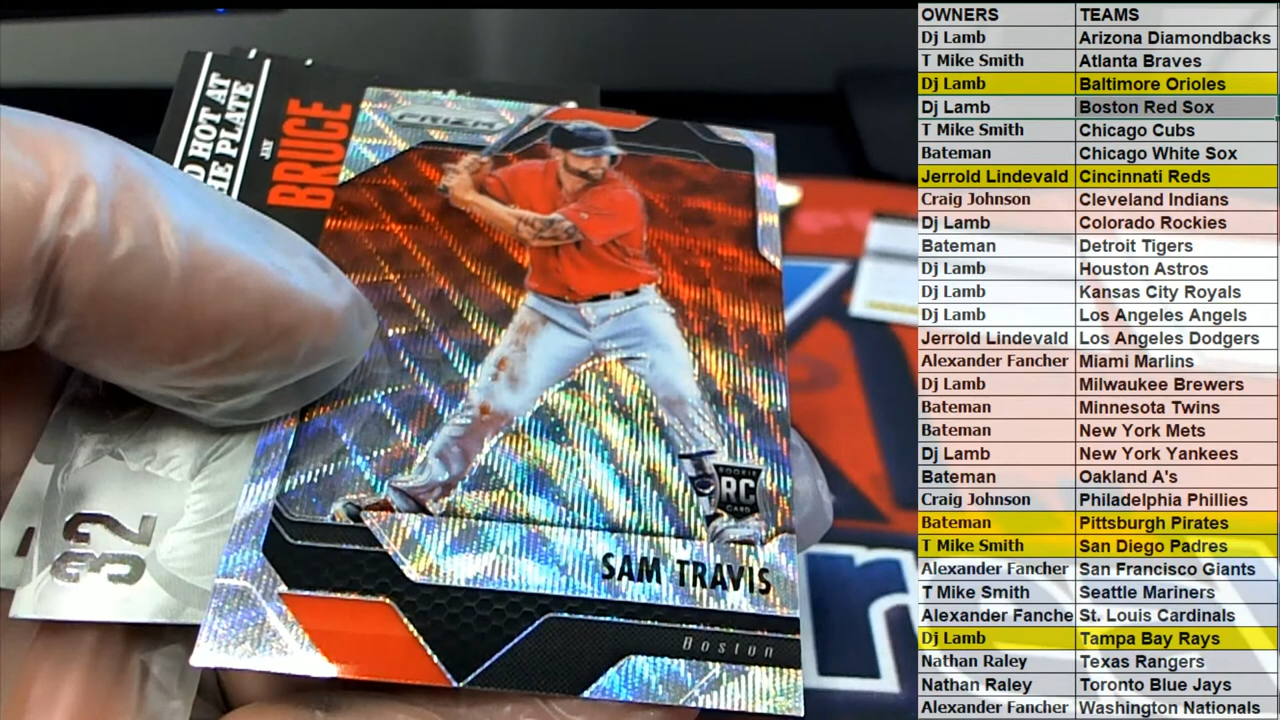 HOT AT
THE PLATE
JAY
BRUCE
PRIZM
32
ROOKIE
RC
CARD
SAM TRAVIS
Boston
OWNERS TEAMS
Dj Lamb Arizona Diamondbacks
T Mike Smith Atlanta Braves
Dj Lamb Baltimore Orioles
Dj Lamb Boston Red Sox
T Mike Smith Chicago Cubs
Bateman Chicago White Sox
Jerrold Lindevald Cincinnati Reds
Craig Johnson Cleveland Indians
Dj Lamb Colorado Rockies
Bateman Detroit Tigers
Dj Lamb Houston Astros
Dj Lamb Kansas City Royals
Dj Lamb Los Angeles Angels
Jerrold Lindevald Los Angeles Dodgers
Alexander Fancher Miami Marlins
Dj Lamb Milwaukee Brewers
Bateman Minnesota Twins
Bateman New York Mets
Dj Lamb New York Yankees
Bateman Oakland A's
Craig Johnson Philadelphia Phillies
Bateman Pittsburgh Pirates
T Mike Smith San Diego Padres
Alexander Fancher San Francisco Giants
T Mike Smith Seattle Mariners
Alexander Fanche St. Louis Cardinals
Dj Lamb Tampa Bay Rays
Nathan Raley Texas Rangers
Nathan Raley Toronto Blue Jays
Alexander Fancher Washington Nationals